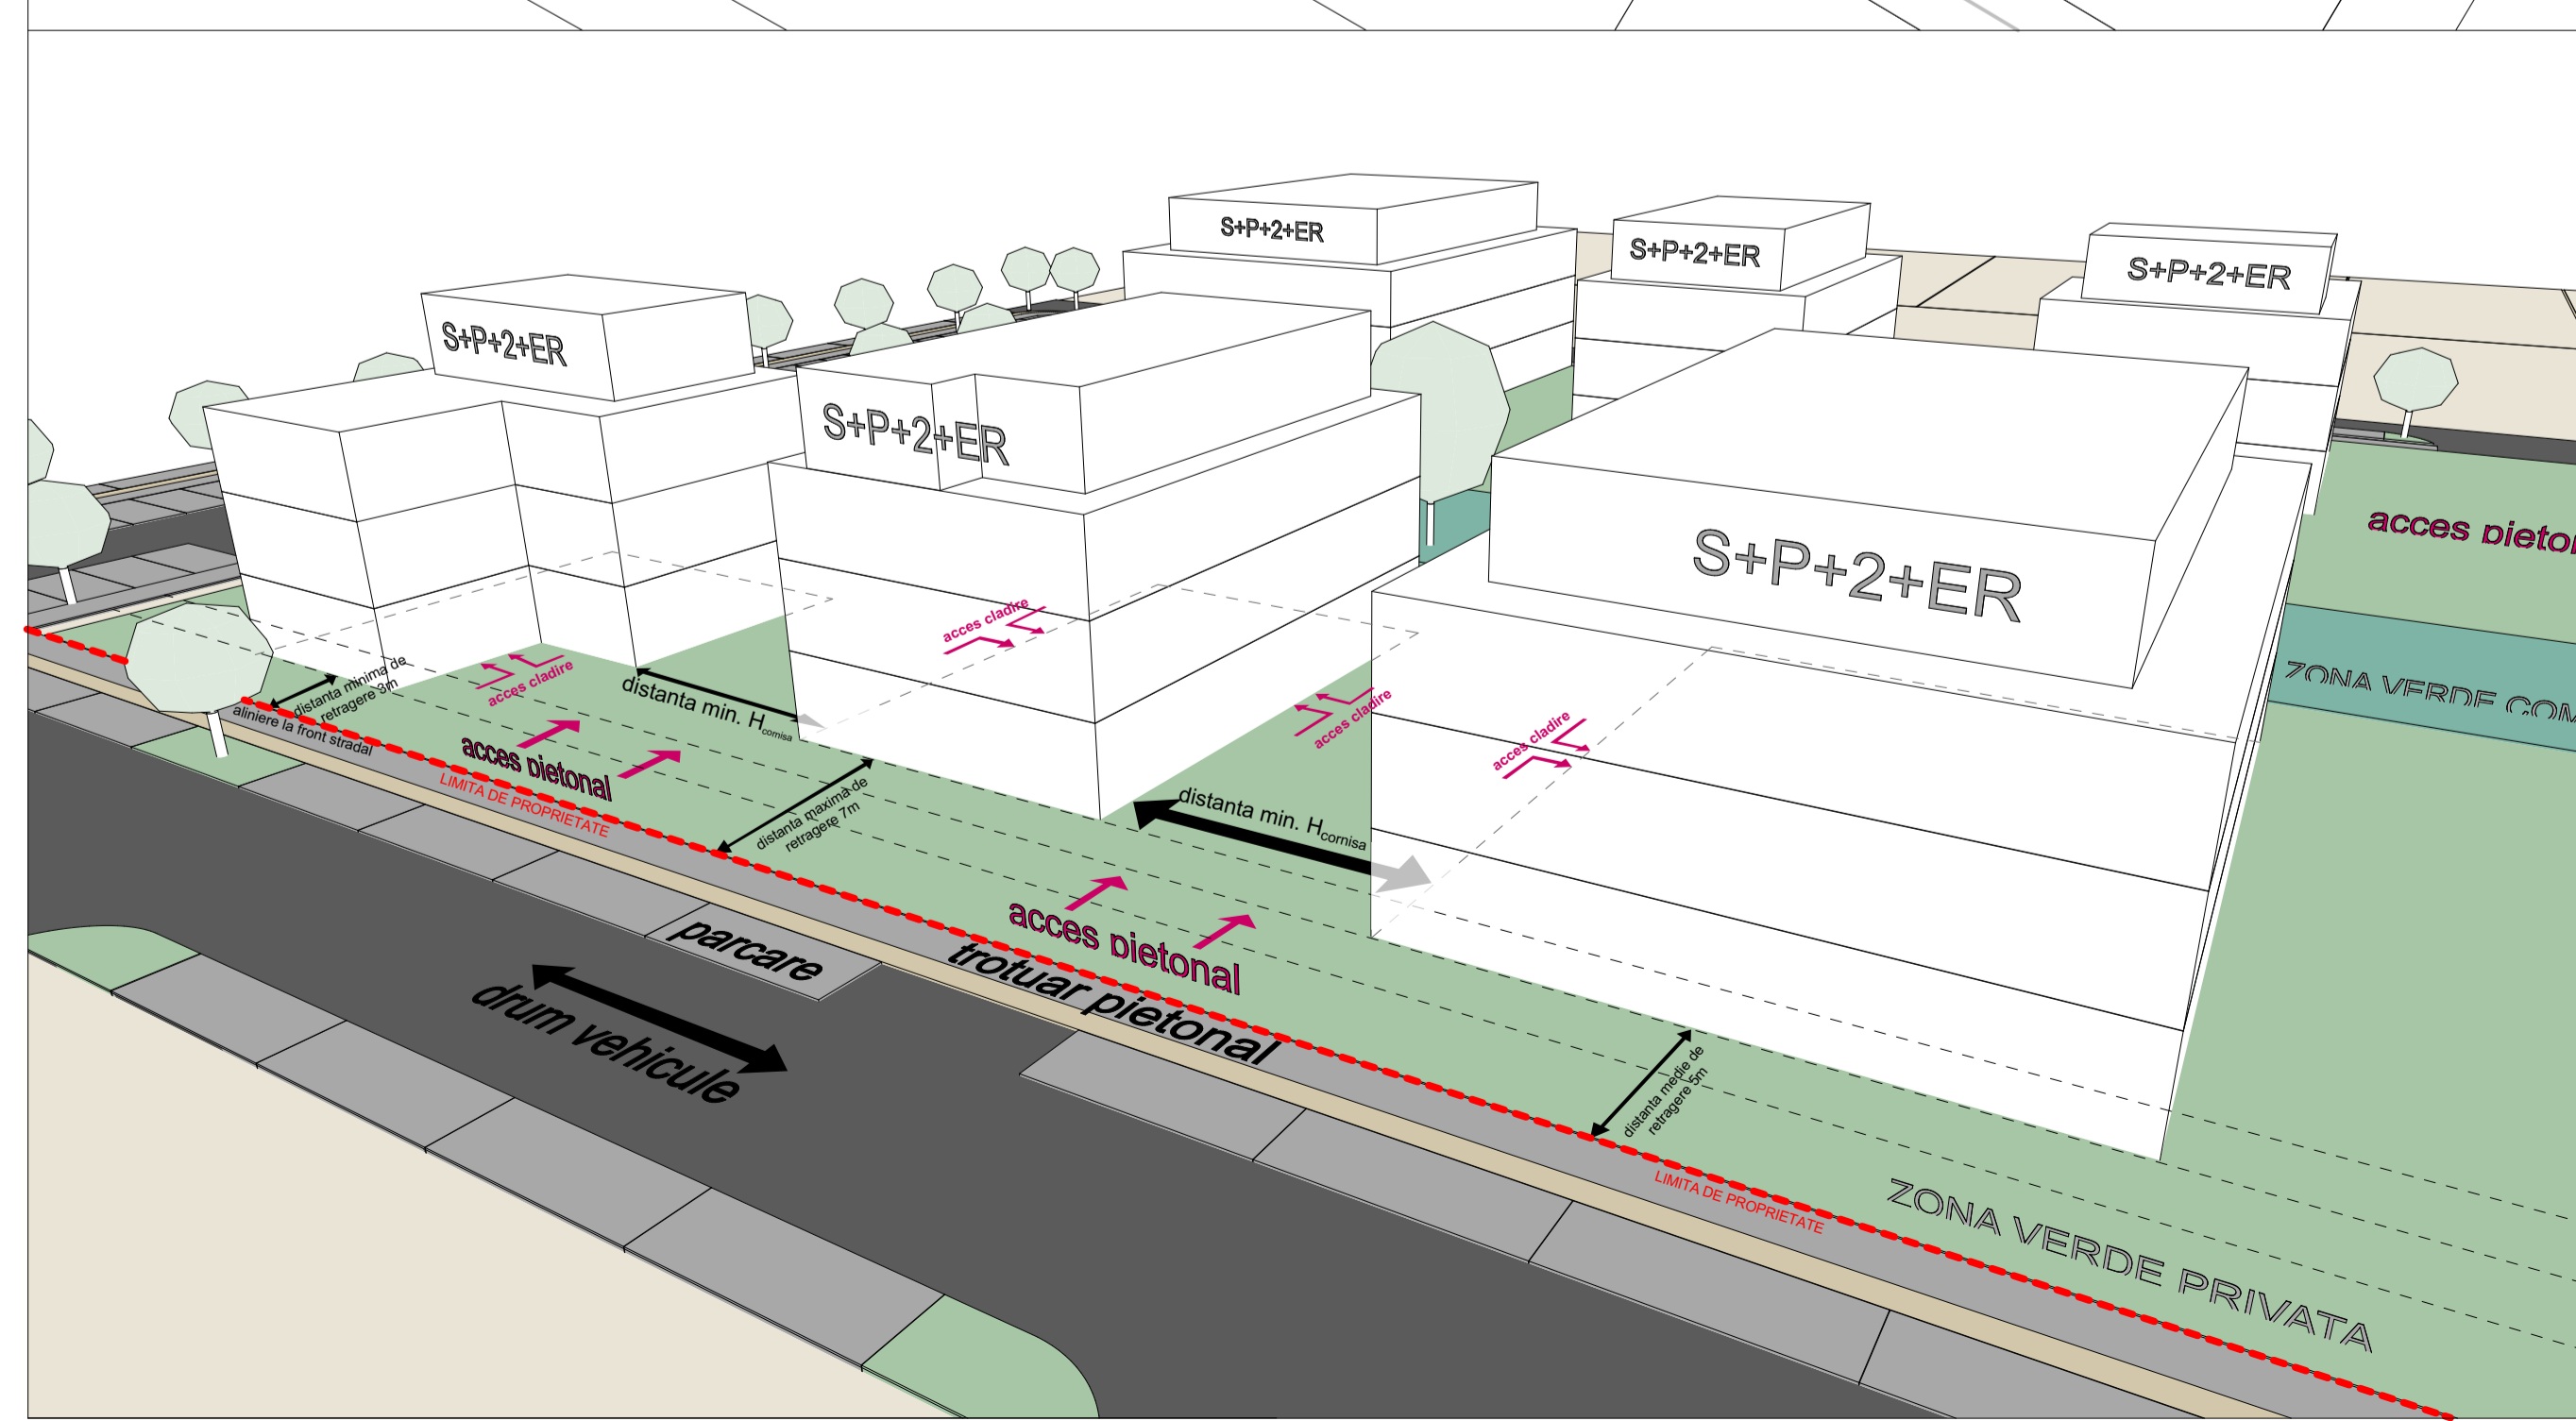 S+P+2+ER
S+P+2+ER
S+P+2+ER
S+P+2+ER
S+P+2+ER
S+P+2+ER
acces
acces cladire
distanta minima de
retragere 3m
acces cladire
distanta min. Hcornisa
ZONA VERDE
acces cladire
acces cladire
aliniere la front stradal
acces pietonal
LIMITA DE PROPRIETATE
distanta maxima de
retragere 7m
distanta min. Hcornisa
S+P+2+ER
acces pietonal
parcare
trotuar pietonal
drum vehicule
distanta medie de
retragere 5m
LIMITA DE PROPRIETATE
ZONA VERDE PRIVATA